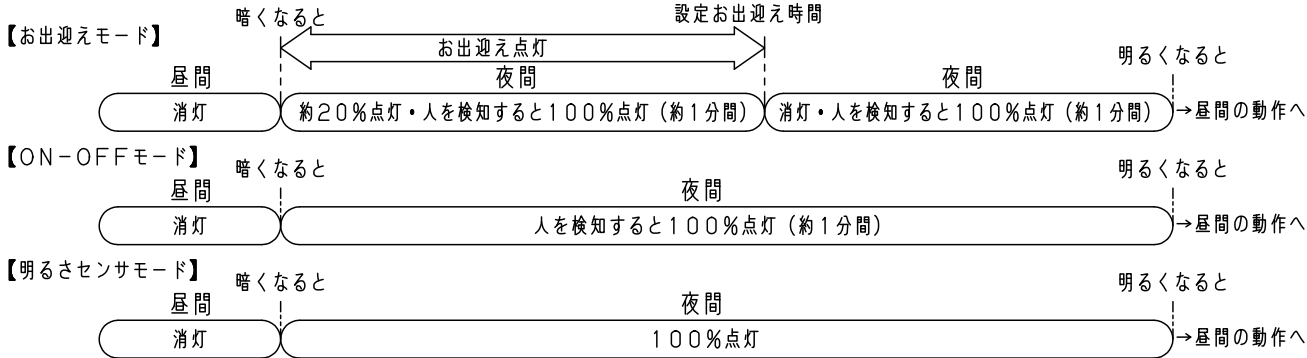 【お出迎えモード】
暗くなると
設定お出迎え時間
お出迎え点灯
明るくなると
昼間
夜間
夜間
消灯
約20%点灯・人を検知すると100%点灯(約1分間)
消灯・人を検知すると100%点灯(約1分間)
→昼間の動作へ
【ON-OFFモード】
暗くなると
明るくなると
昼間
夜間
消灯
人を検知すると100%点灯(約1分間)
→昼間の動作へ
【明るさセンサモード】
暗くなると
明るくなると
昼間
夜間
消灯
100%点灯
→昼間の動作へ